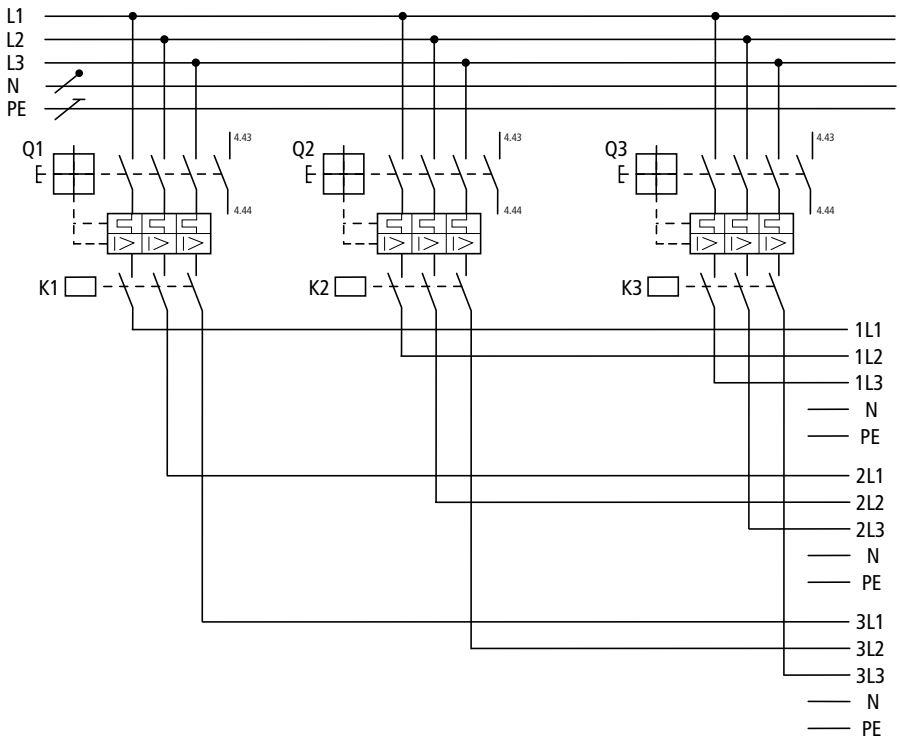 L1
L2
L3
N
PE
Q1
4.43
4.44
Q2
4.43
4.44
Q3
4.43
4.44
I>
I>
I>
I>
I>
I>
I>
I>
I>
K1
K2
K3
1L1
1L2
1L3
N
PE
2L1
2L2
2L3
N
PE
3L1
3L2
3L3
N
PE